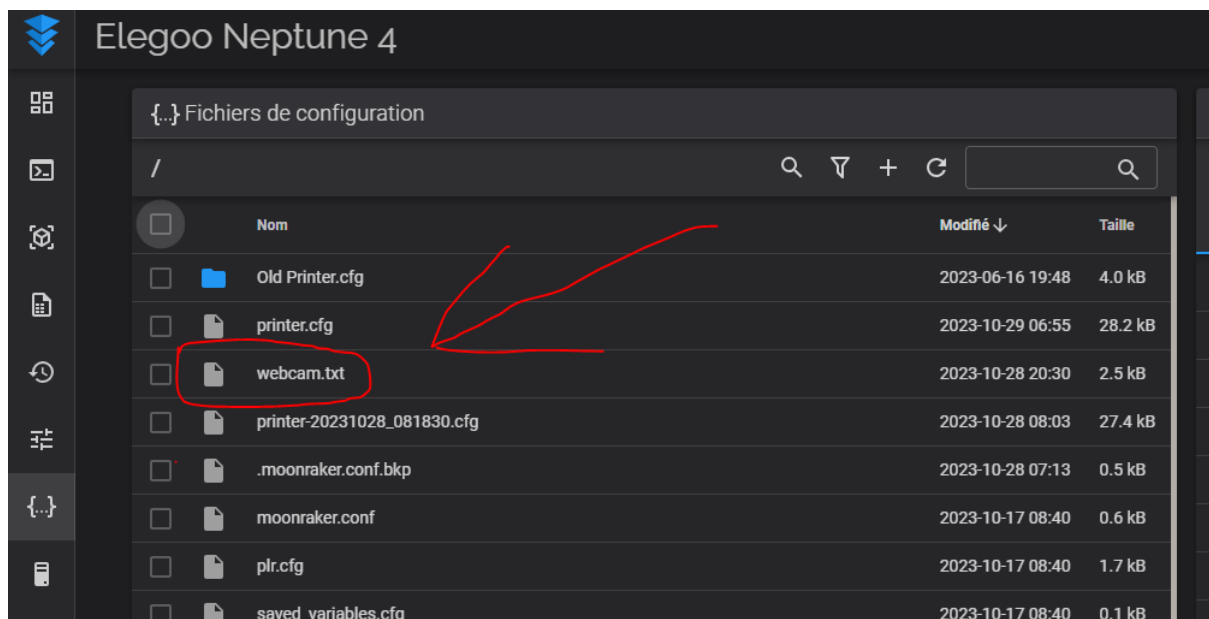 Elegoo Neptune 4
{...} Fichiers de configuration
/
Nom Modifié Taille
Old Printer.cfg 2023-06-16 19:48 4.0 kB
printer.cfg 2023-10-29 06:55 28.2 kB
webcam.txt 2023-10-28 20:30 2.5 kB
printer-20231028_081830.cfg 2023-10-28 08:03 27.4 kB
.moonraker.conf.bkp 2023-10-28 07:13 0.5 kB
moonraker.conf 2023-10-17 08:40 0.6 kB
plr.cfg 2023-10-17 08:40 1.7 kB
saved_variables.cfg 2023-10-17 08:40 0.1 kB